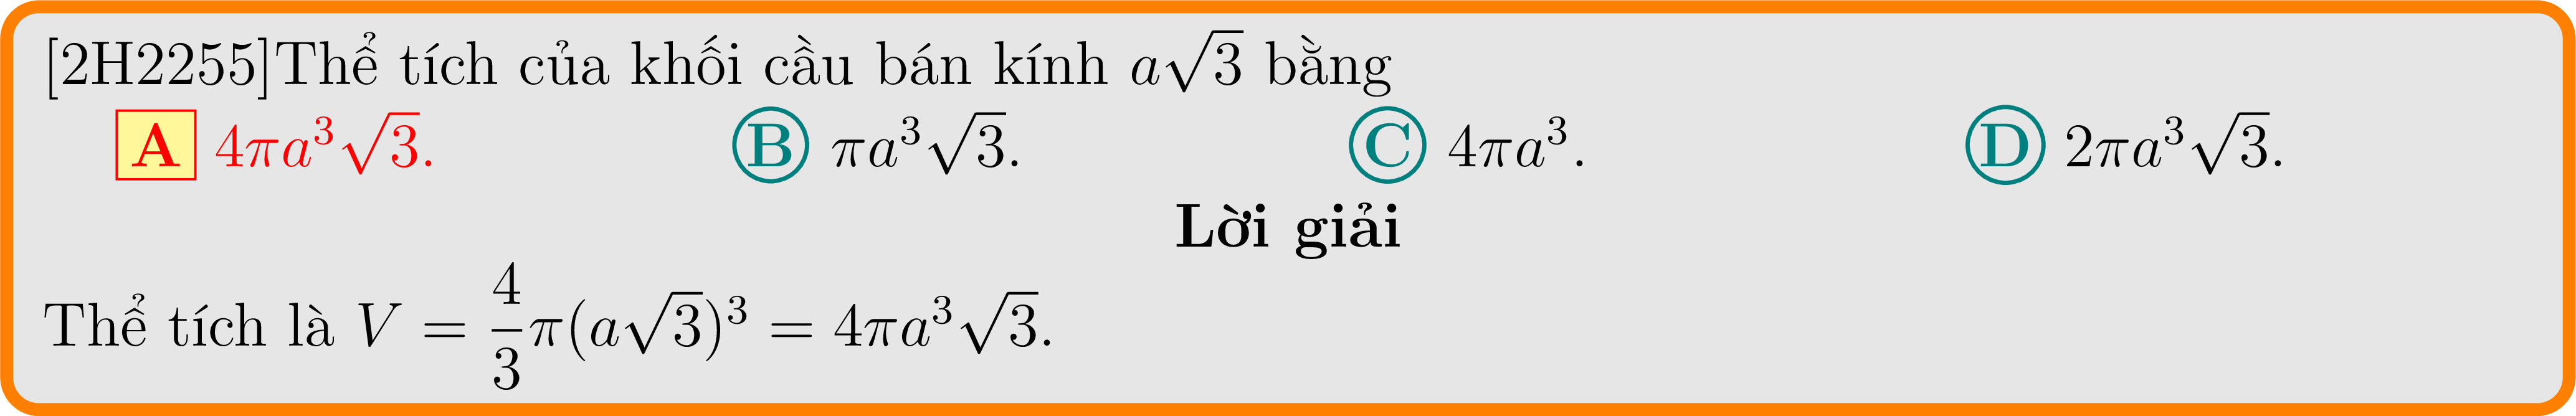 [2H2255]Thể tích của khối cầu bán kính $a\sqrt{3}$ bằng
A $4\pi a^3\sqrt{3}$. B $\pi a^3\sqrt{3}$. C $4\pi a^3$. D $2\pi a^3\sqrt{3}$.
Lời giải
Thể tích là $V = \frac{4}{3}\pi(a\sqrt{3})^3 = 4\pi a^3\sqrt{3}$.